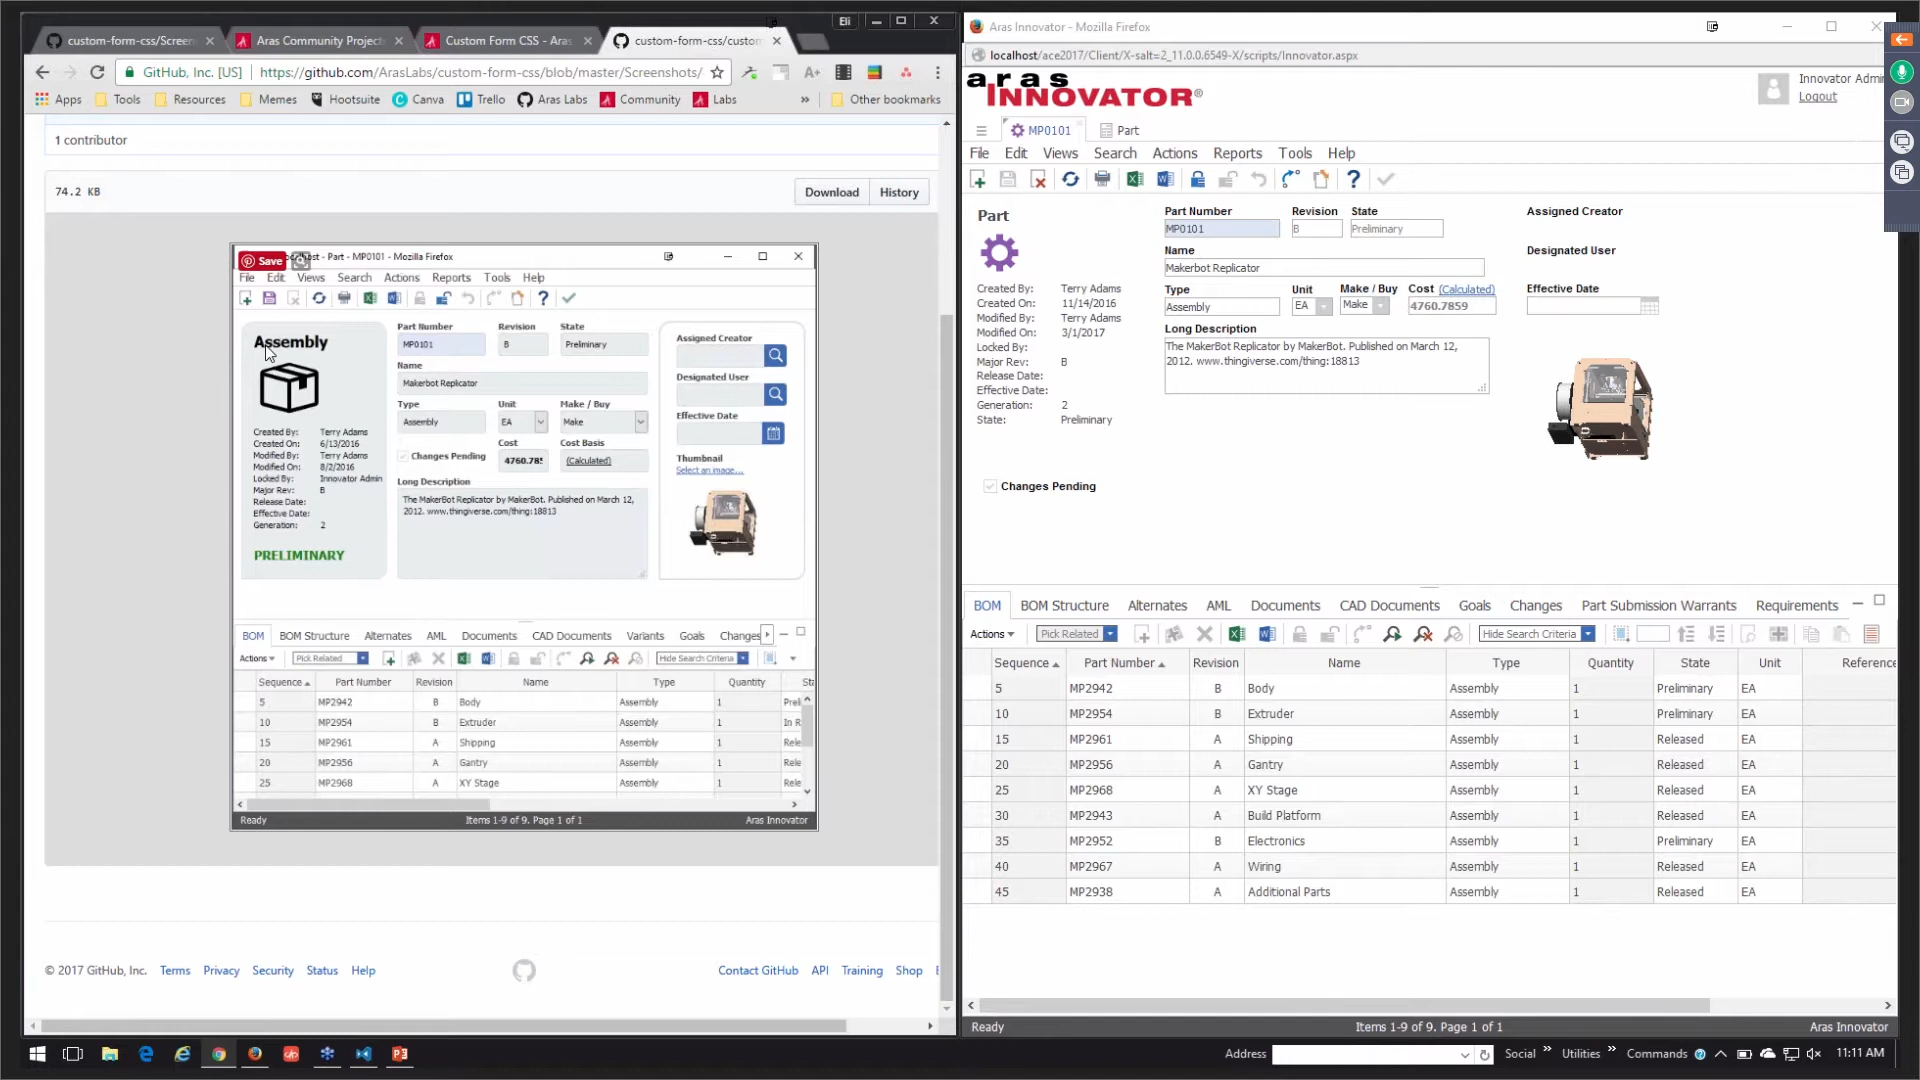 custom-form-css/Screen
Aras Community Project
Custom Form CSS - Aras
custom-form-css/custom
Eli
GitHub, Inc. [US]
https://github.com/ArasLabs/custom-form-css/blob/master/Screenshots/
Apps
Tools
Resources
Memes
Hootsuite
Canva
Trello
Aras Labs
Community
Labs
»
Other bookmarks
1 contributor
74.2 KB
Download
History
Save
localhost - Part - MP0101 - Mozilla Firefox
File Edit Views Search Actions Reports Tools Help
Assembly
Created By: Terry Adams
Created On: 6/13/2016
Modified By: Terry Adams
Modified On: 8/2/2016
Locked By: Innovator Admin
Major Rev: B
Release Date:
Effective Date:
Generation: 2
PRELIMINARY
Part Number Revision State
MP0101 B Preliminary
Name
Makerbot Replicator
Type Unit Make / Buy
Assembly EA Make
Cost Cost Basis
Changes Pending 4760.785 (Calculated)
Long Description
The MakerBot Replicator by MakerBot. Published on March 12,
2012. www.thingiverse.com/thing:18813
Assigned Creator
Designated User
Effective Date
Thumbnail
Select an image...
BOM BOM Structure Alternates AML Documents CAD Documents Variants Goals Changes
Actions Pick Related Hide Search Criteria
Sequence Part Number Revision Name Type Quantity Sta
5 MP2942 B Body Assembly 1 Preli
10 MP2954 B Extruder Assembly 1 In R
15 MP2961 A Shipping Assembly 1 Rele
20 MP2956 A Gantry Assembly 1 Rele
25 MP2968 A XY Stage Assembly 1 Rele
Ready Items 1-9 of 9. Page 1 of 1 Aras Innovator
© 2017 GitHub, Inc. Terms Privacy Security Status Help
Contact GitHub API Training Shop
Aras Innovator - Mozilla Firefox
localhost/ace2017/Client/X-salt=2_11.0.0.6549-X/scripts/Innovator.aspx
aras
INNOVATOR®
Innovator Admi
Logout
MP0101
Part
File Edit Views Search Actions Reports Tools Help
Part
Created By: Terry Adams
Created On: 11/14/2016
Modified By: Terry Adams
Modified On: 3/1/2017
Locked By:
Major Rev: B
Release Date:
Effective Date:
Generation: 2
State: Preliminary
Changes Pending
Part Number Revision State
MP0101 B Preliminary
Name
Makerbot Replicator
Type Unit Make / Buy Cost (Calculated)
Assembly EA Make 4760.7859
Long Description
The MakerBot Replicator by MakerBot. Published on March 12,
2012. www.thingiverse.com/thing:18813
Assigned Creator
Designated User
Effective Date
BOM BOM Structure Alternates AML Documents CAD Documents Goals Changes Part Submission Warrants Requirements
Actions Pick Related Hide Search Criteria
Sequence Part Number Revision Name Type Quantity State Unit Reference
5 MP2942 B Body Assembly 1 Preliminary EA
10 MP2954 B Extruder Assembly 1 Preliminary EA
15 MP2961 A Shipping Assembly 1 Released EA
20 MP2956 A Gantry Assembly 1 Released EA
25 MP2968 A XY Stage Assembly 1 Released EA
30 MP2943 A Build Platform Assembly 1 Released EA
35 MP2952 B Electronics Assembly 1 Preliminary EA
40 MP2967 A Wiring Assembly 1 Released EA
45 MP2938 A Additional Parts Assembly 1 Released EA
Ready Items 1-9 of 9. Page 1 of 1 Aras Innovator
Address
Social »
Utilities »
Commands
11:11 AM